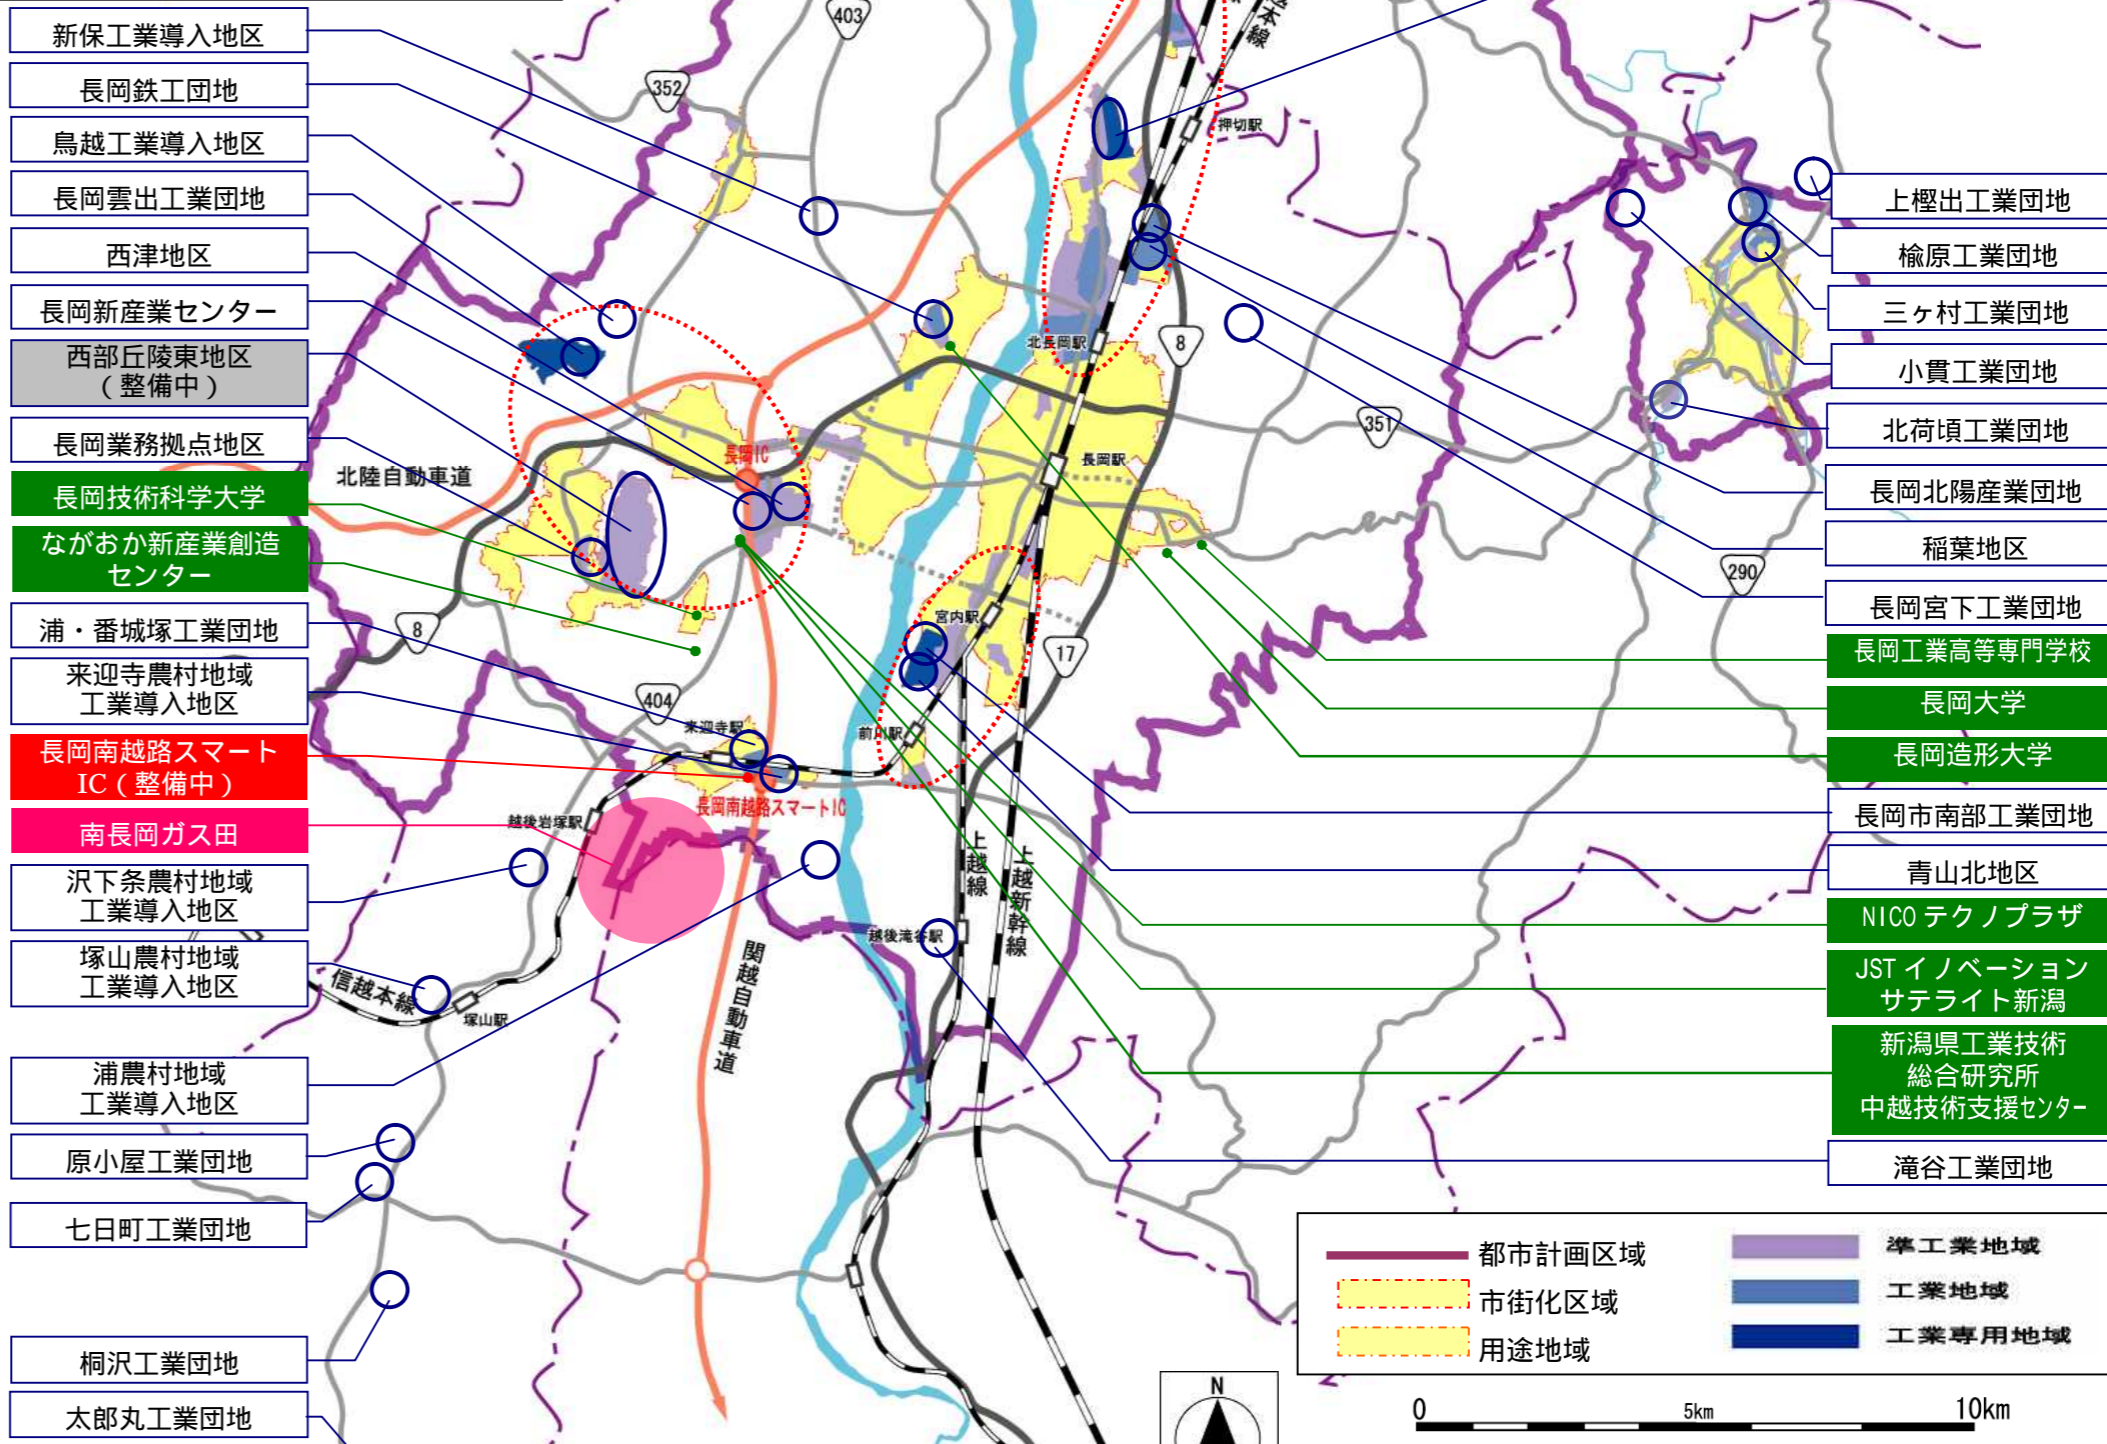 新保工業導入地区
長岡鉄工団地
鳥越工業導入地区
長岡雲出工業団地
西津地区
長岡新産業センター
西部丘陵東地区
（整備中）
長岡業務拠点地区
長岡技術科学大学
ながおか新産業創造
センター
浦・番城塚工業団地
来迎寺農村地域
工業導入地区
長岡南越路スマート
IC（整備中）
南長岡ガス田
沢下条農村地域
工業導入地区
塚山農村地域
工業導入地区
浦農村地域
工業導入地区
原小屋工業団地
七日町工業団地
桐沢工業団地
太郎丸工業団地
403
352
本線
押切駅
北長岡駅
8
351
長岡IC
長岡駅
北陸自動車道
290
8
宮内駅
17
404
来迎寺駅
前川駅
長岡南越路スマートIC
越後岩塚駅
上越線
上越新幹線
越後滝谷駅
関越自動車道
信越本線
塚山駅
上樫出工業団地
楡原工業団地
三ヶ村工業団地
小貫工業団地
北荷頃工業団地
長岡北陽産業団地
稲葉地区
長岡宮下工業団地
長岡工業高等専門学校
長岡大学
長岡造形大学
長岡市南部工業団地
青山北地区
NICO テクノプラザ
JST イノベーション
サテライト新潟
新潟県工業技術
総合研究所
中越技術支援センター
滝谷工業団地
都市計画区域
市街化区域
用途地域
準工業地域
工業地域
工業専用地域
N
0
5km
10km